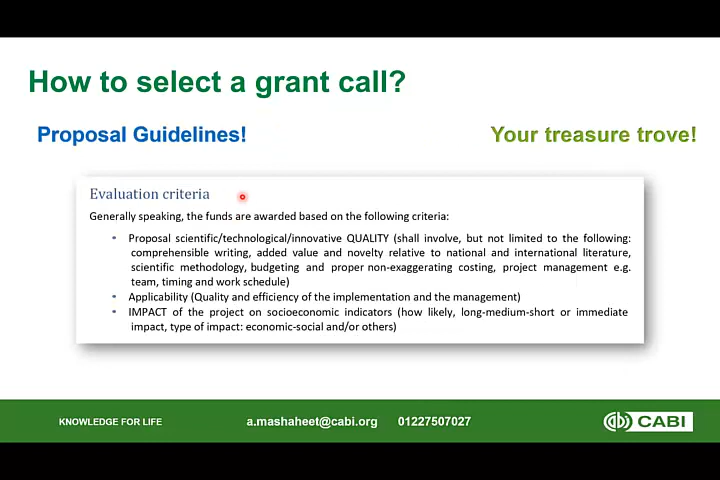 How to select a grant call?
Proposal Guidelines!
Your treasure trove!
Evaluation criteria
Generally speaking, the funds are awarded based on the following criteria:
• Proposal scientific/technological/innovative QUALITY (shall involve, but not limited to the following:
comprehensible writing, added value and novelty relative to national and international literature,
scientific methodology, budgeting and proper non-exaggerating costing, project management e.g.
team, timing and work schedule)
• Applicability (Quality and efficiency of the implementation and the management)
• IMPACT of the project on socioeconomic indicators (how likely, long-medium-short or immediate
impact, type of impact: economic-social and/or others)
KNOWLEDGE FOR LIFE
a.mashaheet@cabi.org
01227507027
CABI